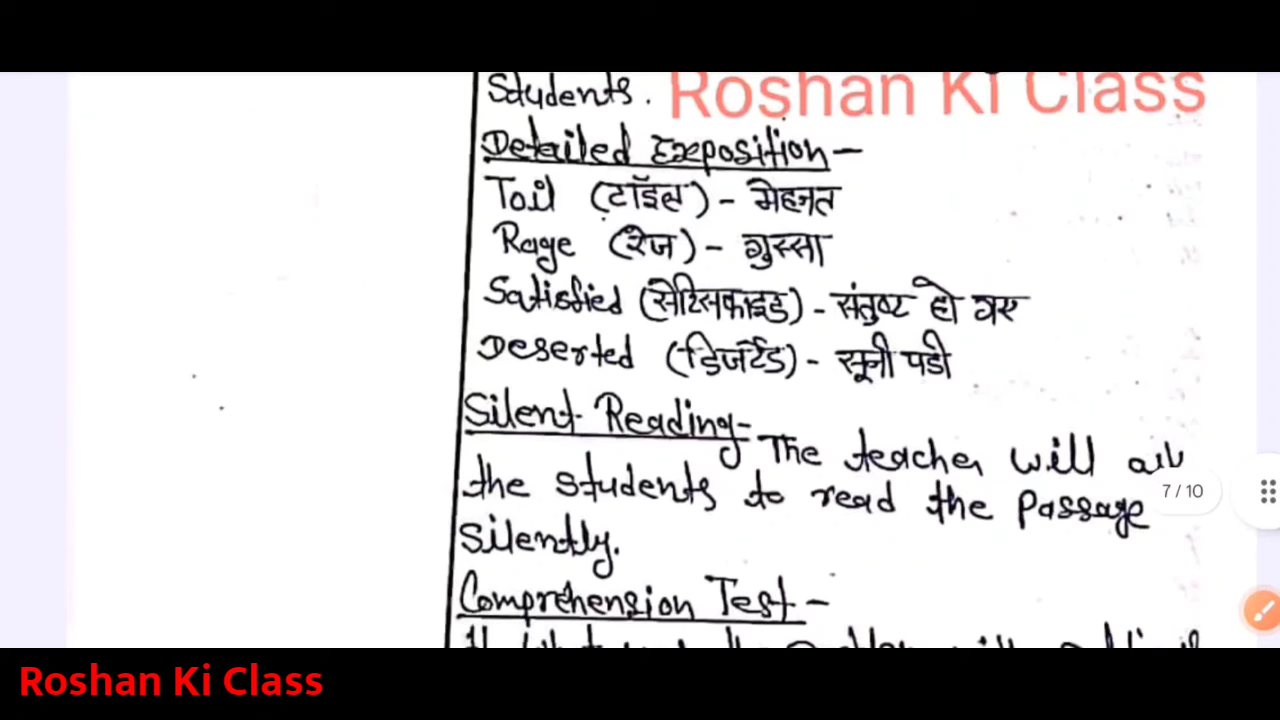 Students.
Roshan Ki Class
Detailed Exposition -
Toil (टॉइल) - मेहनत
Rage (रेज) - गुस्सा
Satisfied (सेटिसफाइड) - संतुष्ट हो गए
Deserted (डिजर्टेड) - सूनी पडी
Silent Reading - The teacher will
the students to read the Passage
7 / 10
Silently.
Comprehension Test -
Roshan Ki Class